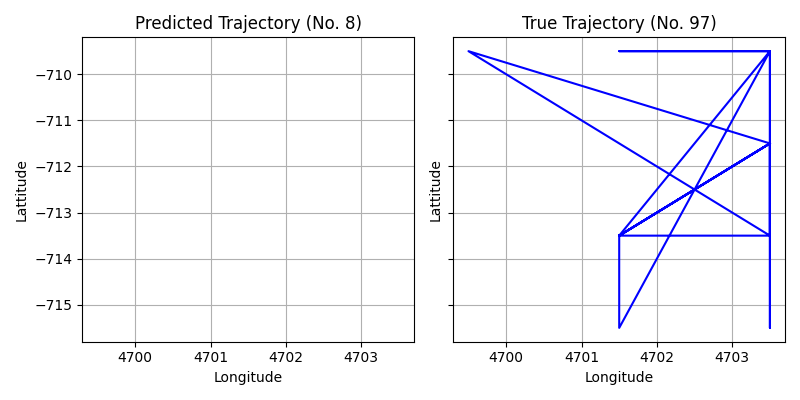 Predicted Trajectory (No. 8)
True Trajectory (No. 97)
Lattitude
−710
−711
−712
−713
−714
−715
4700
4701
4702
4703
Longitude
Lattitude
4700
4701
4702
4703
Longitude